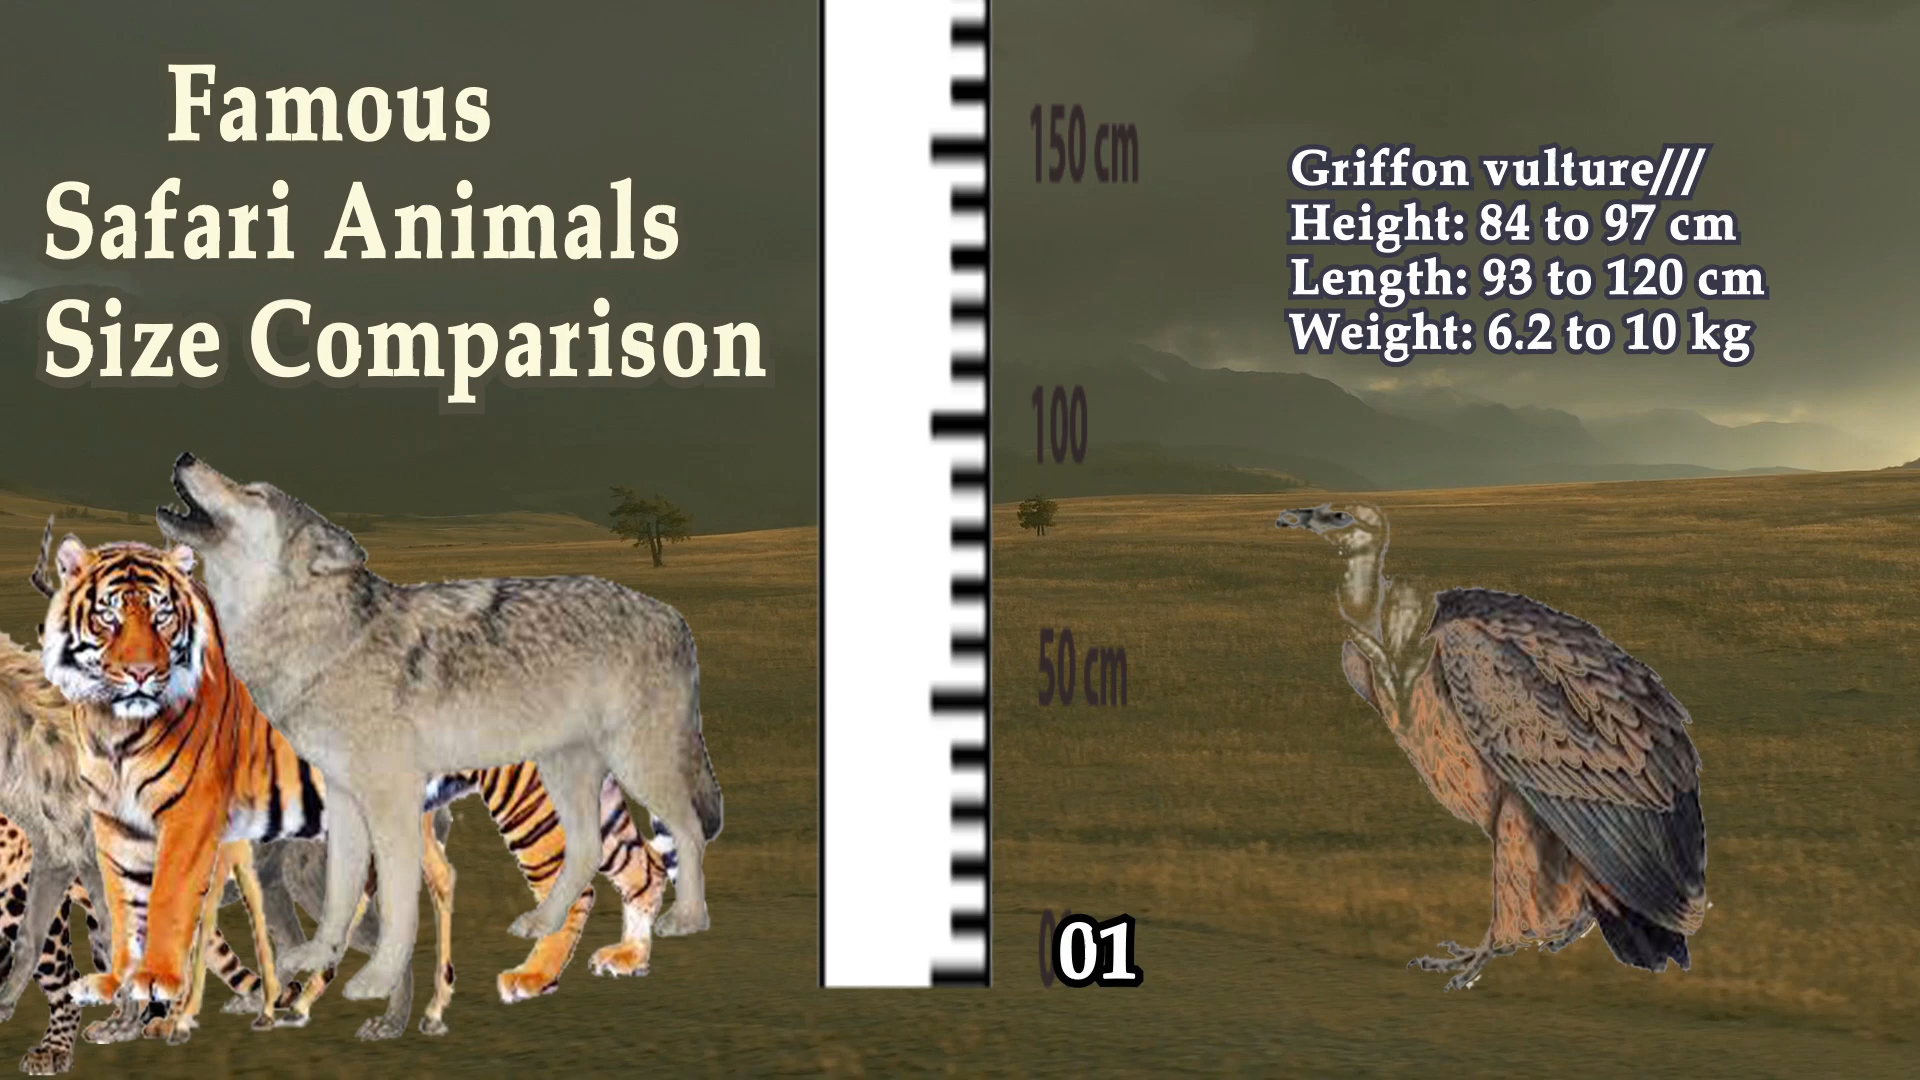 Famous
Safari Animals
Size Comparison
150 cm
100
50 cm
0
01
Griffon vulture///
Height: 84 to 97 cm
Length: 93 to 120 cm
Weight: 6.2 to 10 kg